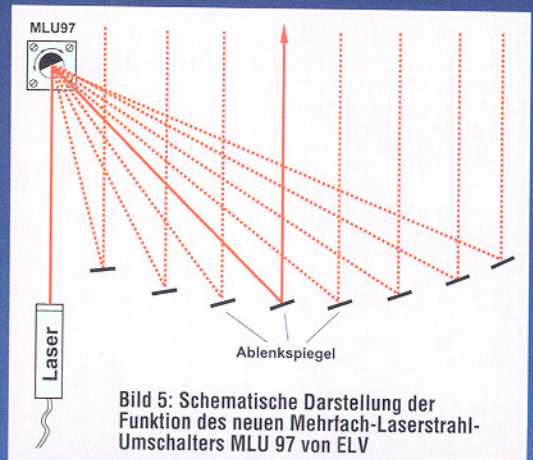 MLU97
Laser
Ablenkspiegel
Bild 5: Schematische Darstellung der
Funktion des neuen Mehrfach-Laserstrahl-
Umschalters MLU 97 von ELV